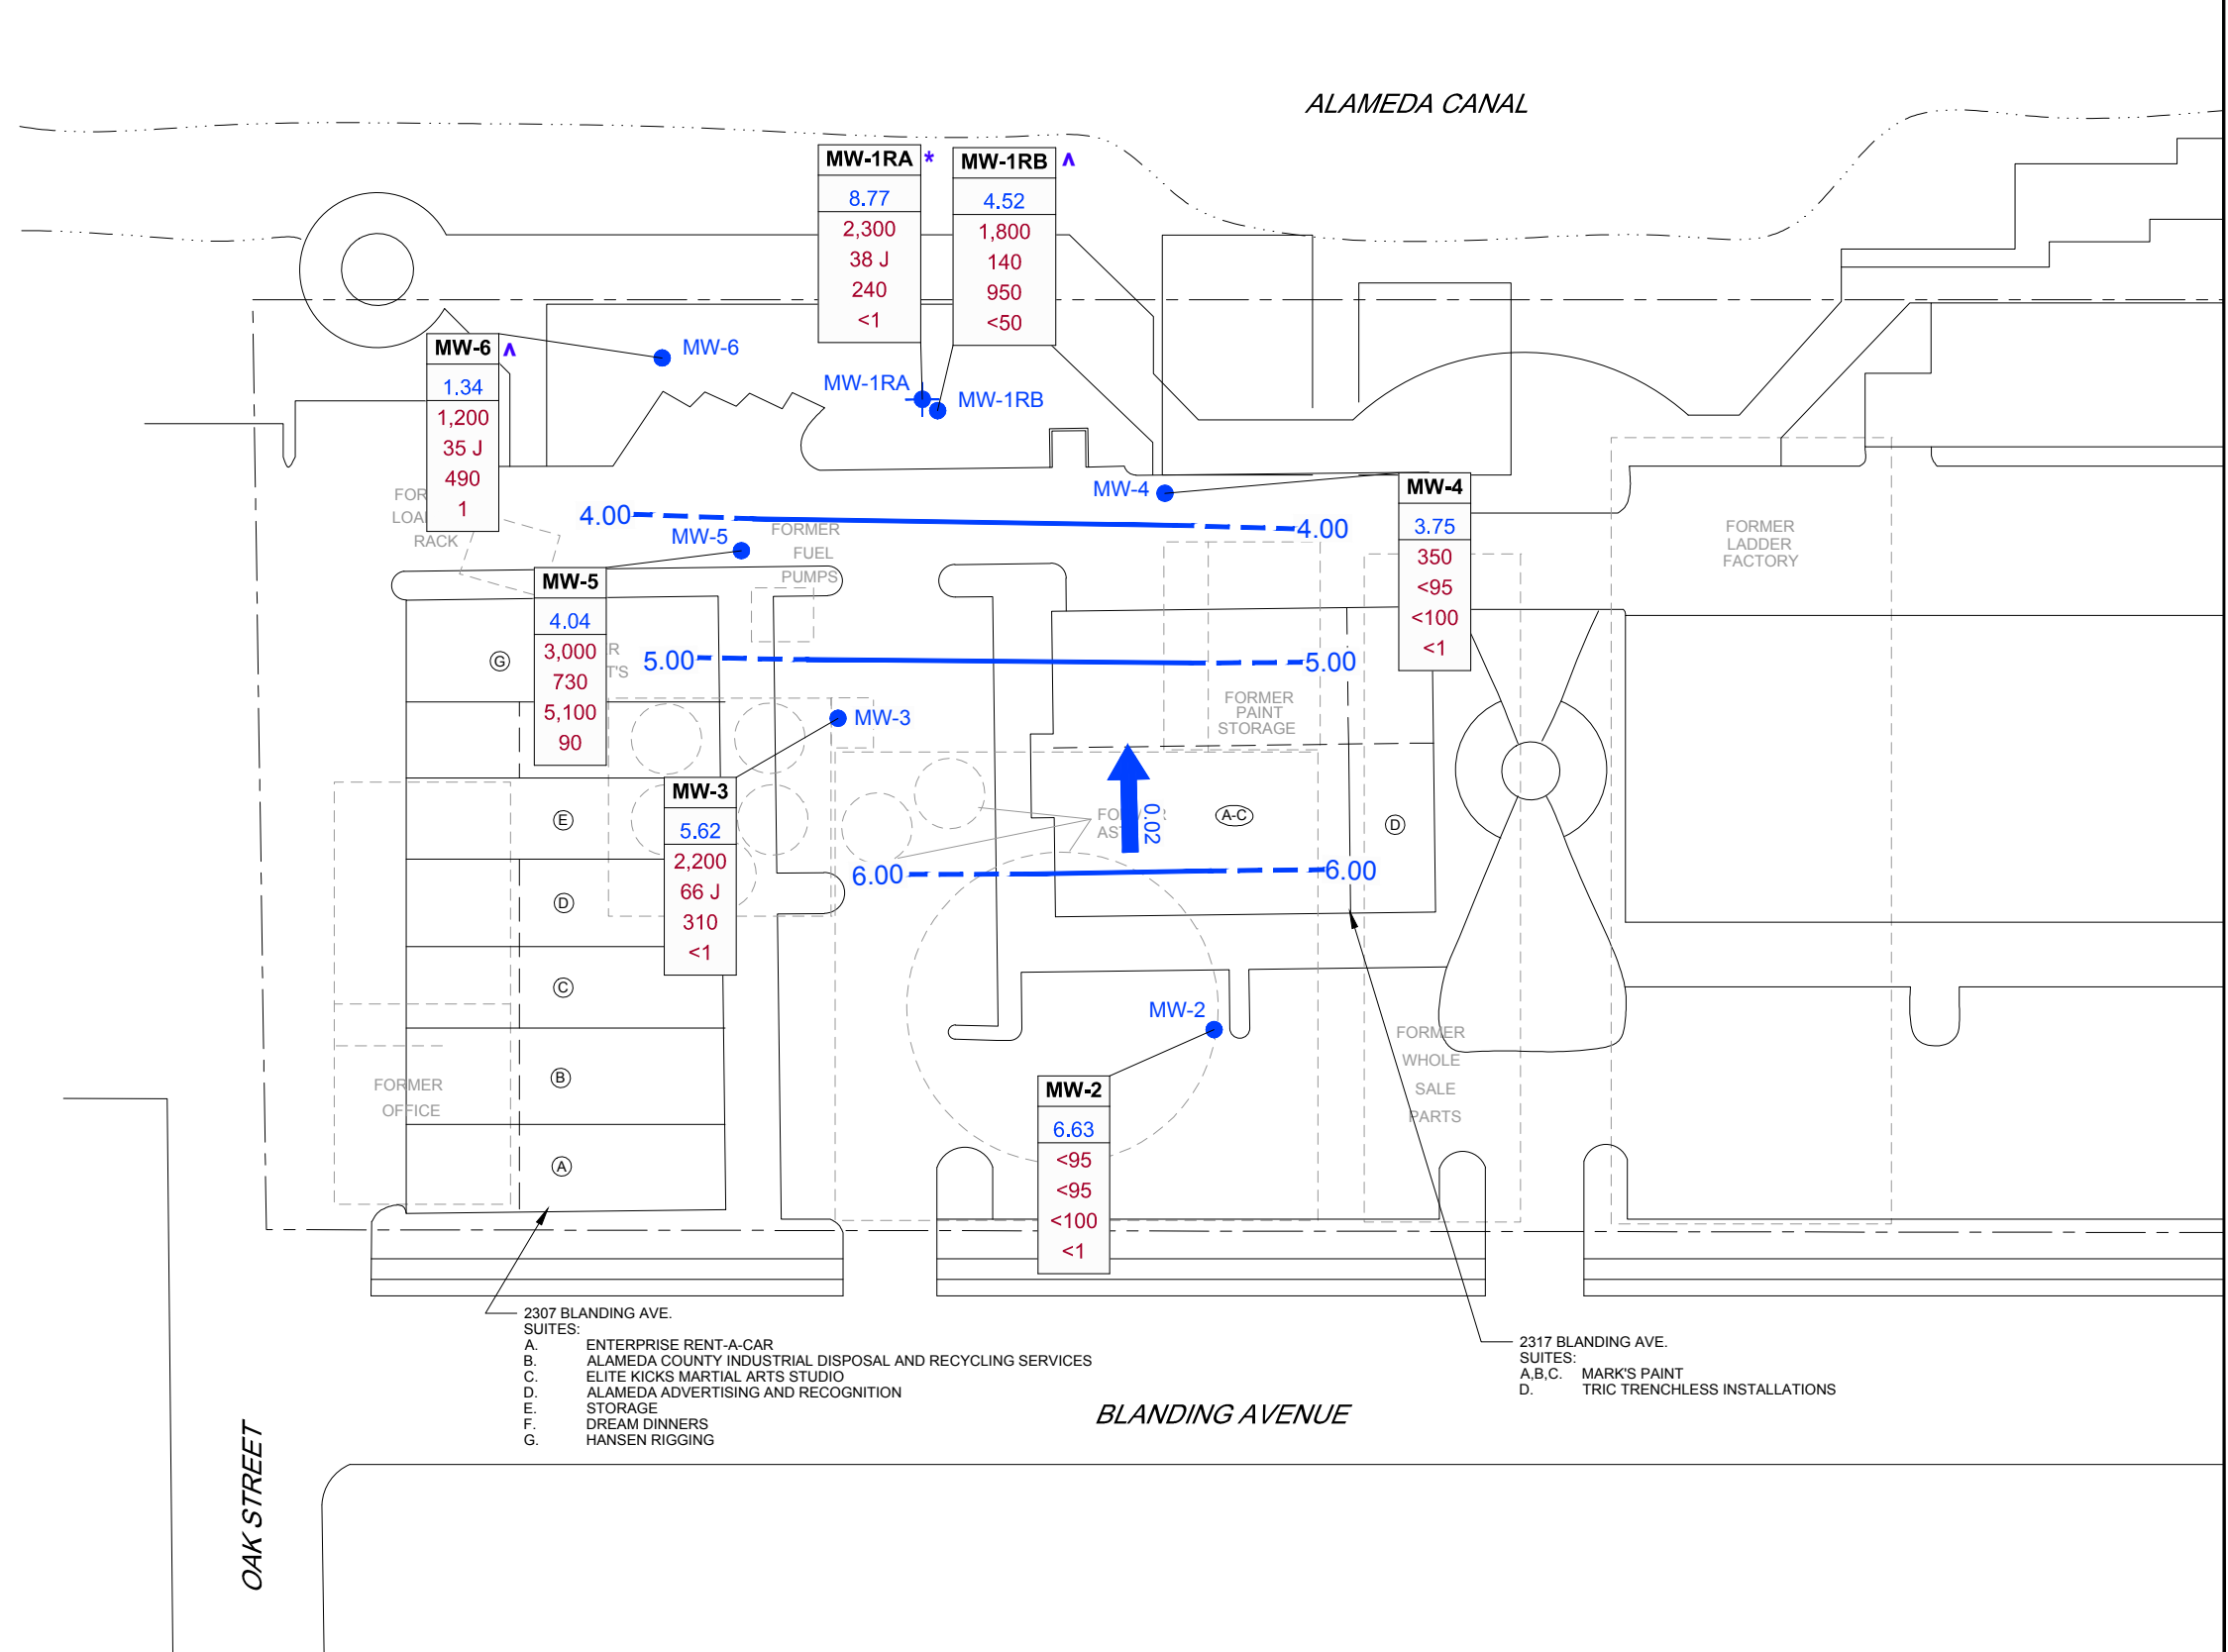 ALAMEDA CANAL
MW-1RA *
8.77
2,300
38 J
240
<1
MW-1RB ^
4.52
1,800
140
950
<50
MW-6 ^
1.34
1,200
35 J
490
1
MW-6
MW-1RA
MW-1RB
MW-4
MW-4
3.75
350
<95
<100
<1
4.00
4.00
MW-5
FORMER
FUEL
PUMPS
RACK
FORMER
LADDER
FACTORY
MW-5
4.04
3,000
730
5,100
90
G
5.00
5.00
FORMER
PAINT
STORAGE
MW-3
MW-3
5.62
2,200
66 J
310
<1
E
D
C
B
A
0.02
A-C
D
6.00
6.00
MW-2
MW-2
6.63
<95
<95
<100
<1
FORMER
WHOLE
SALE
PARTS
FORMER
OFFICE
2307 BLANDING AVE.
SUITES:
A. ENTERPRISE RENT-A-CAR
B. ALAMEDA COUNTY INDUSTRIAL DISPOSAL AND RECYCLING SERVICES
C. ELITE KICKS MARTIAL ARTS STUDIO
D. ALAMEDA ADVERTISING AND RECOGNITION
E. STORAGE
F. DREAM DINNERS
G. HANSEN RIGGING
2317 BLANDING AVE.
SUITES:
A,B,C. MARK'S PAINT
D. TRIC TRENCHLESS INSTALLATIONS
BLANDING AVENUE
OAK STREET